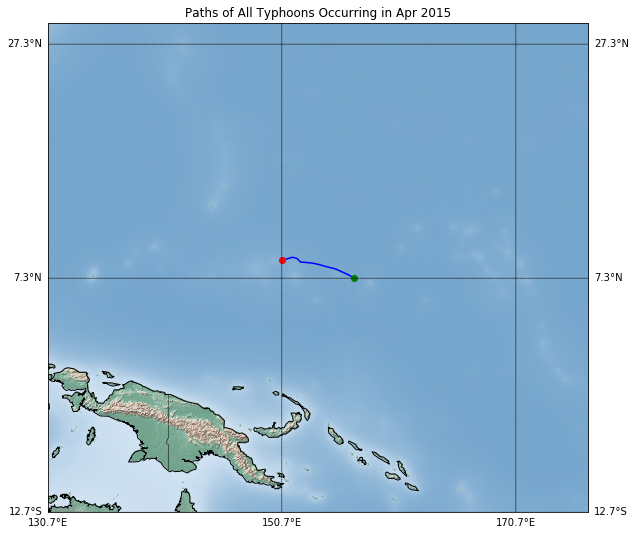 Paths of All Typhoons Occurring in Apr 2015
27.3°N 27.3°N
7.3°N 7.3°N
12.7°S 12.7°S
130.7°E 150.7°E 170.7°E